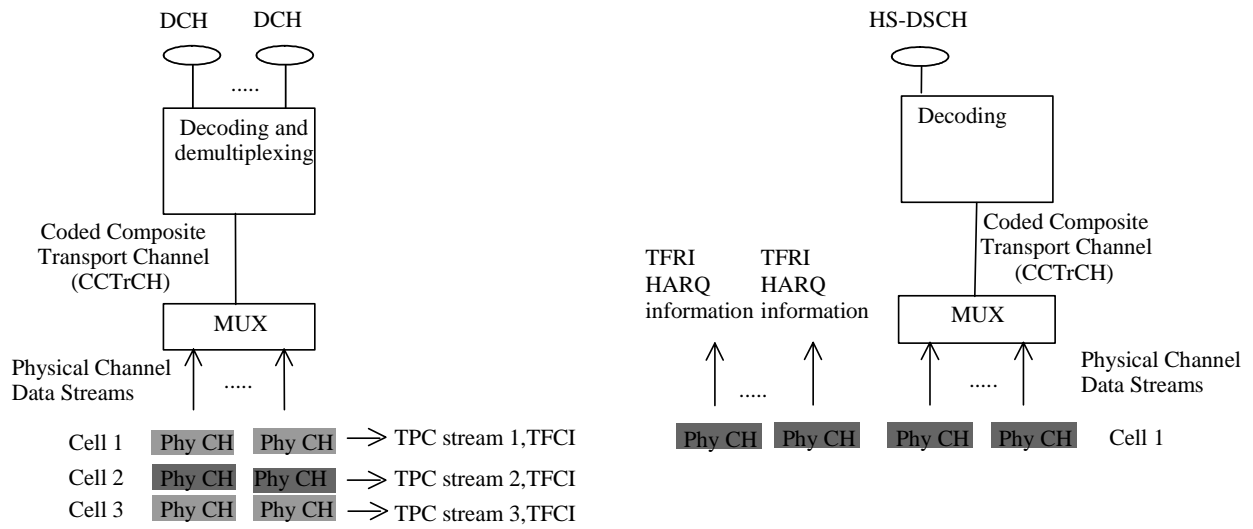 DCH DCH
.....
Decoding and
demultiplexing
Coded Composite
Transport Channel
(CCTrCH)
MUX
Physical Channel
Data Streams
.....
Cell 1 Phy CH Phy CH TPC stream 1,TFCI
Cell 2 Phy CH Phy CH TPC stream 2,TFCI
Cell 3 Phy CH Phy CH TPC stream 3,TFCI
HS-DSCH
Decoding
Coded Composite
Transport Channel
(CCTrCH)
TFRI
HARQ
information
TFRI
HARQ
information
MUX
Physical Channel
Data Streams
.....
.....
Phy CH Phy CH Phy CH Phy CH Cell 1